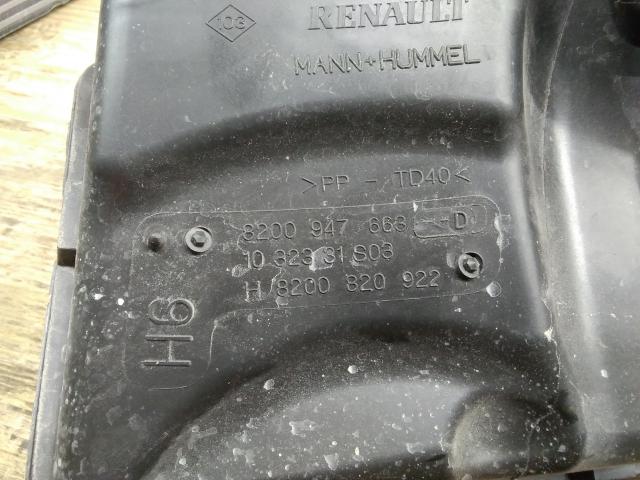 103
RENAULT
MANN+HUMMEL
>PP - TD40<
8200 947 663 --D
10 323 31 S03
H 8200 820 922
H6